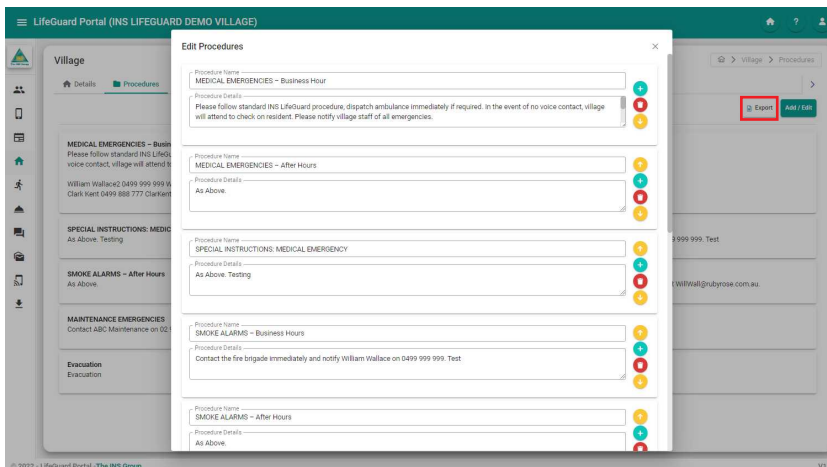 LifeGuard Portal (INS LIFEGUARD DEMO VILLAGE)
Edit Procedures
Village
Village > Procedures
Details
Procedures
Export
Add / Edit
Procedure Name
MEDICAL EMERGENCIES – Business Hour
Procedure Details
Please follow standard INS LifeGuard procedure, dispatch ambulance immediately if required. In the event of no voice contact, village
will attend to check on resident. Please notify village staff of all emergencies.
Procedure Name
MEDICAL EMERGENCIES – After Hours
Procedure Details
As Above.
Procedure Name
SPECIAL INSTRUCTIONS: MEDICAL EMERGENCY
Procedure Details
As Above. Testing
Procedure Name
SMOKE ALARMS – Business Hours
Procedure Details
Contact the fire brigade immediately and notify William Wallace on 0499 999 999. Test
Procedure Name
SMOKE ALARMS – After Hours
Procedure Details
As Above.
MEDICAL EMERGENCIES – Busin
Please follow standard INS LifeGu
voice contact, village will attend t
William Wallace2 0499 999 999 W
Clark Kent 0499 888 777 ClarKent
SPECIAL INSTRUCTIONS: MEDIC
As Above. Testing
9 999 999. Test
SMOKE ALARMS – After Hours
As Above.
WillWall@rubyrose.com.au.
MAINTENANCE EMERGENCIES
Contact ABC Maintenance on 02
Evacuation
Evacuation
LifeGuard Portal - The INS Group